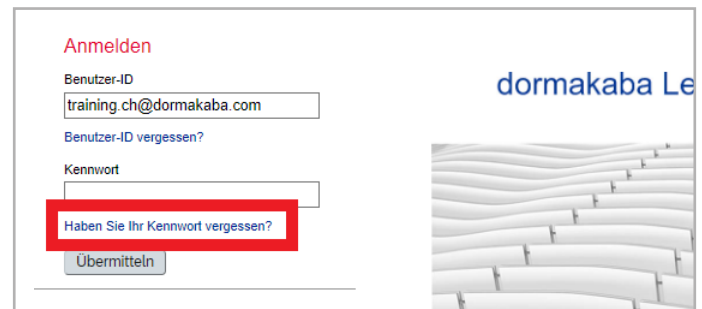 Anmelden
Benutzer-ID
training.ch@dormakaba.com
Benutzer-ID vergessen?
Kennwort
Haben Sie Ihr Kennwort vergessen?
Übermitteln
dormakaba Le